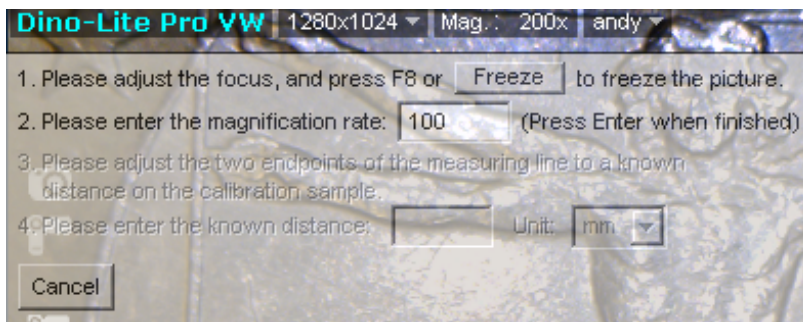 Dino-Lite Pro VW 1280x1024 Mag.: 200x andy
1. Please adjust the focus, and press F8 or Freeze to freeze the picture.
2. Please enter the magnification rate: 100 (Press Enter when finished)
3. Please adjust the two endpoints of the measuring line to a known
distance on the calibration sample.
4. Please enter the known distance: Unit: mm
Cancel